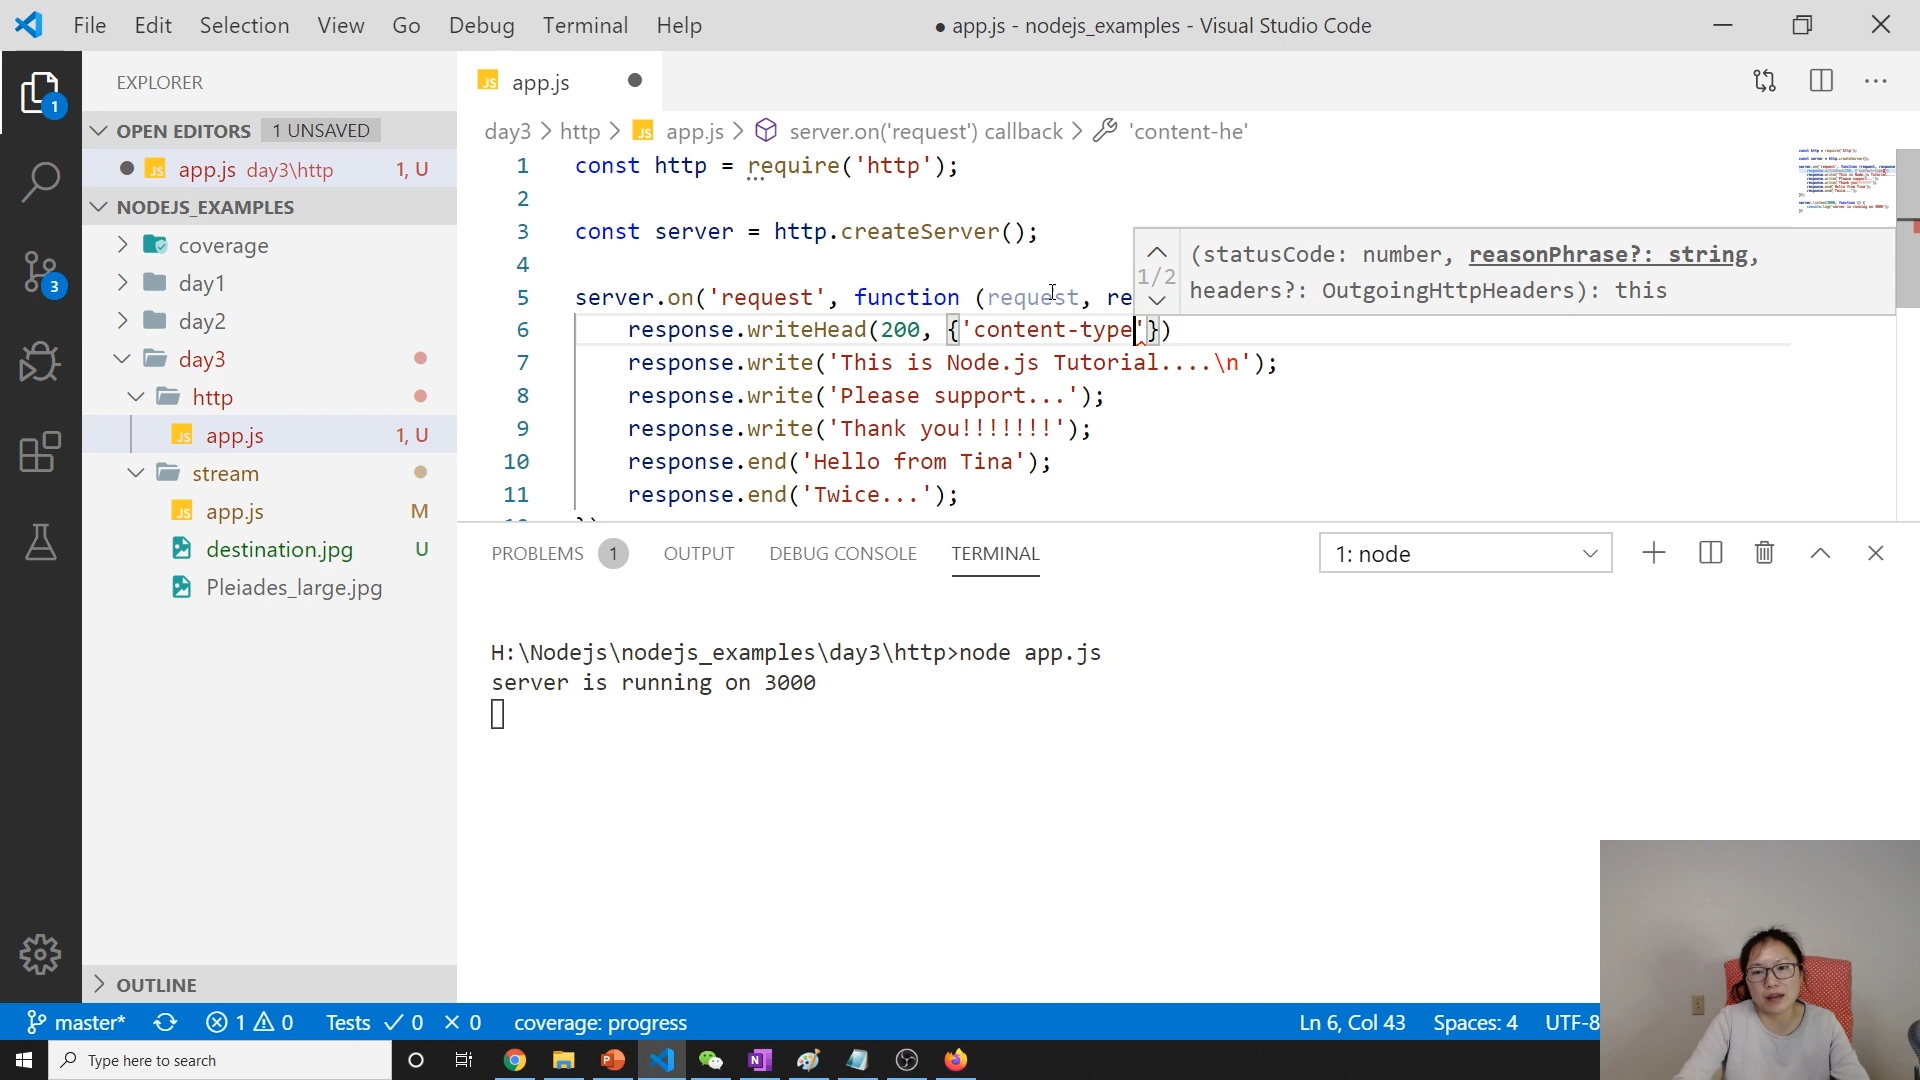 File Edit Selection View Go Debug Terminal Help
● app.js - nodejs_examples - Visual Studio Code
EXPLORER
OPEN EDITORS 1 UNSAVED
app.js day3\http 1, U
NODEJS_EXAMPLES
coverage
day1
day2
day3
http
app.js 1, U
stream
app.js M
destination.jpg U
Pleiades_large.jpg
OUTLINE
1
3
JS app.js
day3 > http > JS app.js > server.on('request') callback > 'content-he'
1 const http = require('http');
2
3 const server = http.createServer();
4
5 server.on('request', function (request, re
6 response.writeHead(200, {'content-type'})
7 response.write('This is Node.js Tutorial....\n');
8 response.write('Please support...');
9 response.write('Thank you!!!!!!!');
10 response.end('Hello from Tina');
11 response.end('Twice...');
1/2
(statusCode: number, reasonPhrase?: string,
headers?: OutgoingHttpHeaders): this
PROBLEMS 1 OUTPUT DEBUG CONSOLE TERMINAL
1: node
H:\Nodejs\nodejs_examples\day3\http>node app.js
server is running on 3000
master* 1 0 Tests 0 0 coverage: progress
Ln 6, Col 43 Spaces: 4 UTF-8
Type here to search